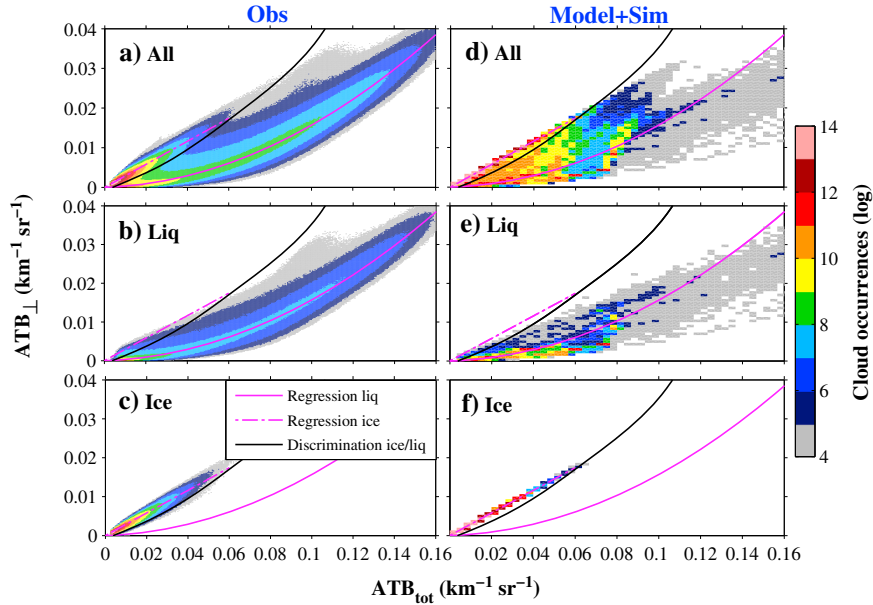 Obs
Model+Sim
a) All
d) All
b) Liq
e) Liq
c) Ice
f) Ice
0.04
0.03
0.02
0.01
0
0.04
0.03
0.02
0.01
0
0.04
0.03
0.02
0.01
0
ATB⊥ (km⁻¹ sr⁻¹)
Regression liq
Regression ice
Discrimination ice/liq
0 0.02 0.04 0.06 0.08 0.1 0.12 0.14 0.16
0.02 0.04 0.06 0.08 0.1 0.12 0.14 0.16
ATBtot (km⁻¹ sr⁻¹)
14
12
10
8
6
4
Cloud occurrences (log)